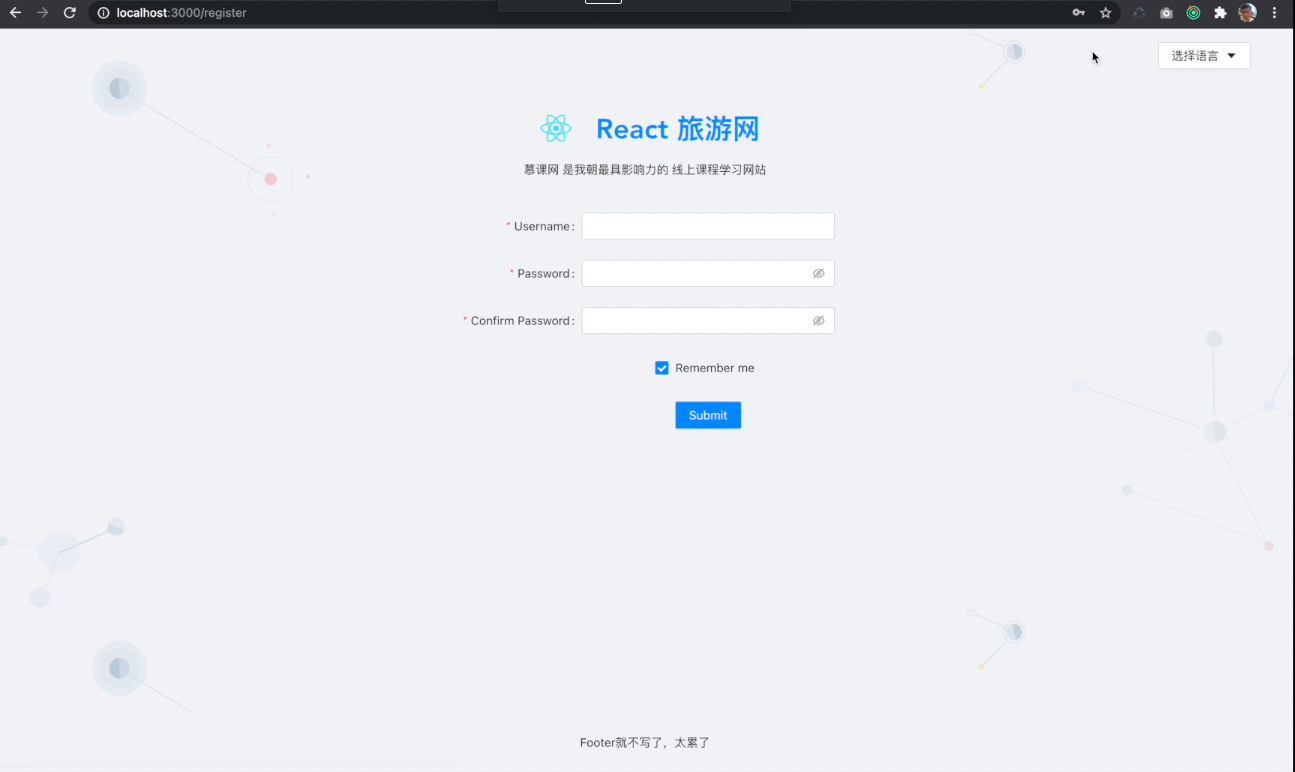 localhost:3000/register
选择语言
React 旅游网
慕课网 是我朝最具影响力的 线上课程学习网站
* Username :
* Password :
* Confirm Password :
Remember me
Submit
Footer就不写了，太累了